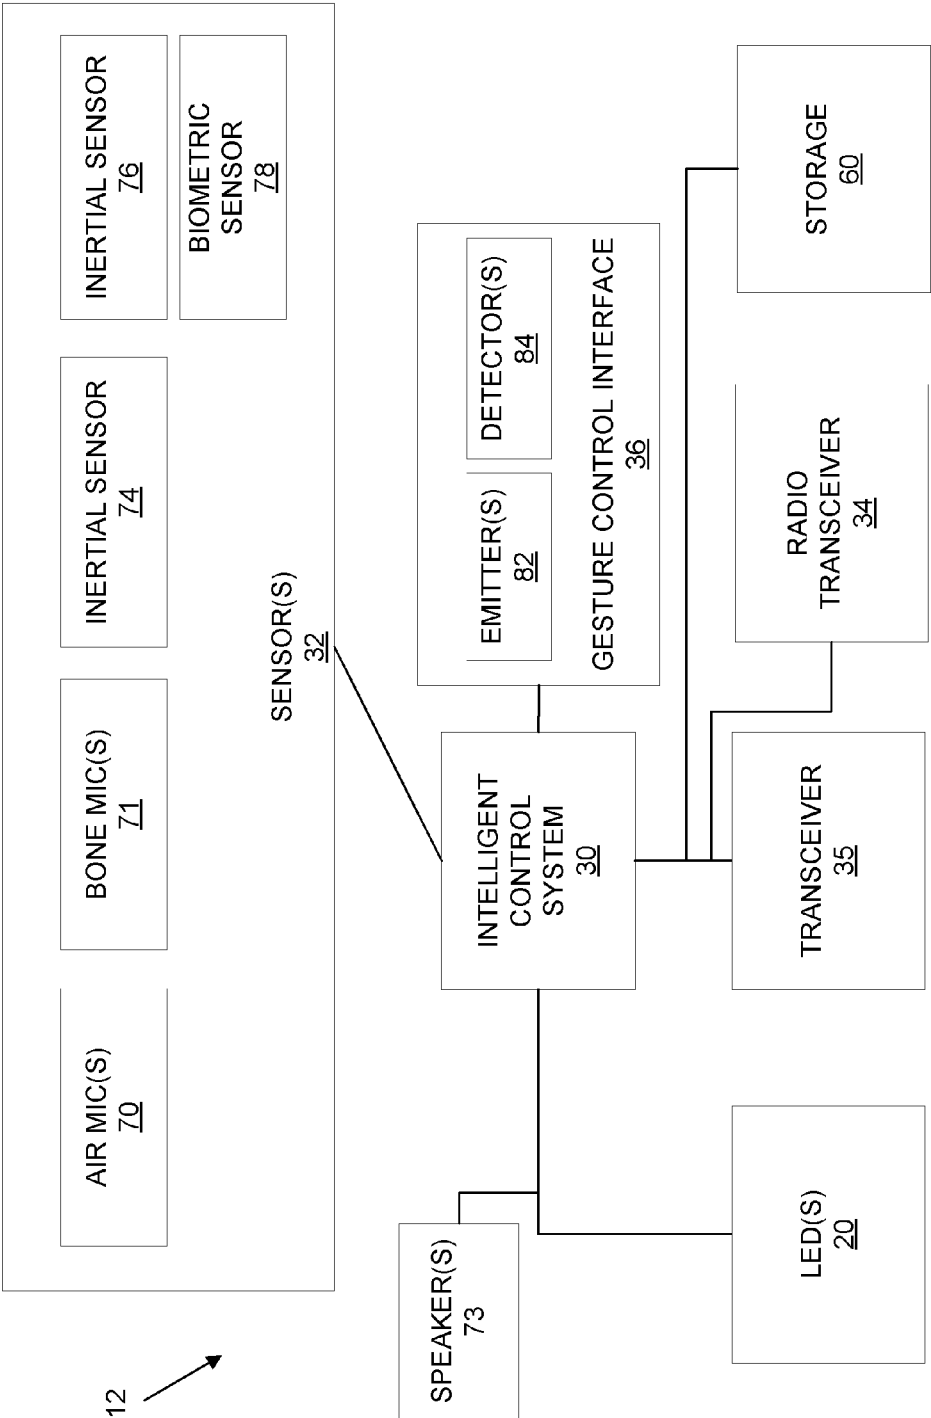 12
AIR MIC(S)
70
BONE MIC(S)
71
INERTIAL SENSOR
74
INERTIAL SENSOR
76
BIOMETRIC
SENSOR
78
SENSOR(S)
32
SPEAKER(S)
73
INTELLIGENT
CONTROL
SYSTEM
30
EMITTER(S)
82
DETECTOR(S)
84
GESTURE CONTROL INTERFACE
36
LED(S)
20
TRANSCEIVER
35
RADIO
TRANSCEIVER
34
STORAGE
60